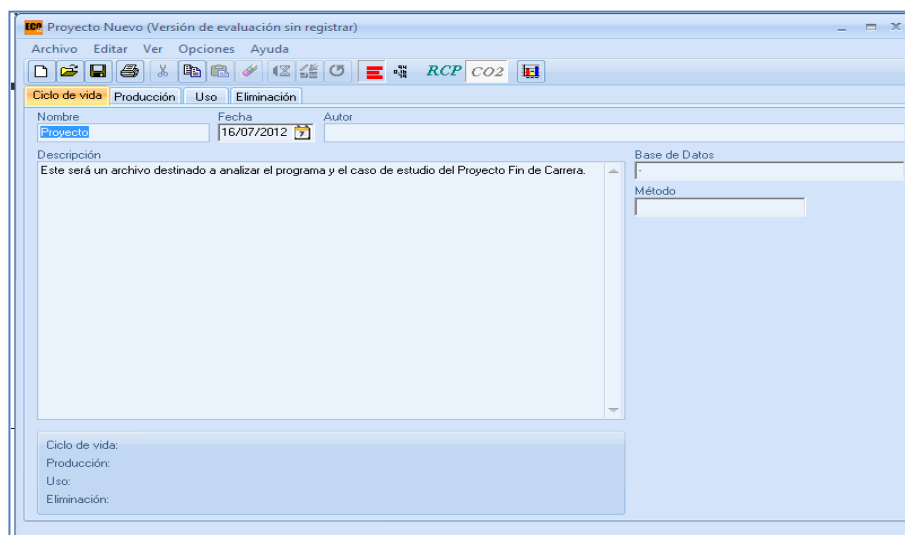 ECO Proyecto Nuevo (Versión de evaluación sin registrar)
Archivo Editar Ver Opciones Ayuda
RCP CO2
Ciclo de vida Producción Uso Eliminación
Nombre Fecha Autor
Proyecto 16/07/2012 7
Descripción Base de Datos
Este será un archivo destinado a analizar el programa y el caso de estudio del Proyecto Fin de Carrera. -
Método
Ciclo de vida:
Producción:
Uso:
Eliminación: